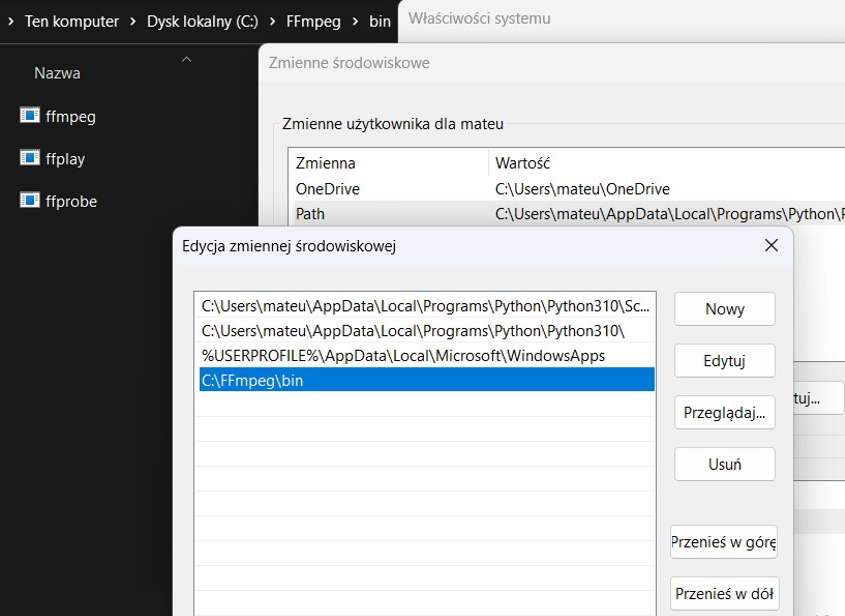 Ten komputer > Dysk lokalny (C:) > FFmpeg > bin
Właściwości systemu
Nazwa
ffmpeg
ffplay
ffprobe
Zmienne środowiskowe
Zmienne użytkownika dla mateu
Zmienna Wartość
OneDrive C:\Users\mateu\OneDrive
Path C:\Users\mateu\AppData\Local\Programs\Python\P
Edycja zmiennej środowiskowej
C:\Users\mateu\AppData\Local\Programs\Python\Python310\Sc...
C:\Users\mateu\AppData\Local\Programs\Python\Python310\
%USERPROFILE%\AppData\Local\Microsoft\WindowsApps
C:\FFmpeg\bin
Nowy
Edytuj
Przeglądaj...
Usuń
Przenieś w górę
Przenieś w dół
tuj...